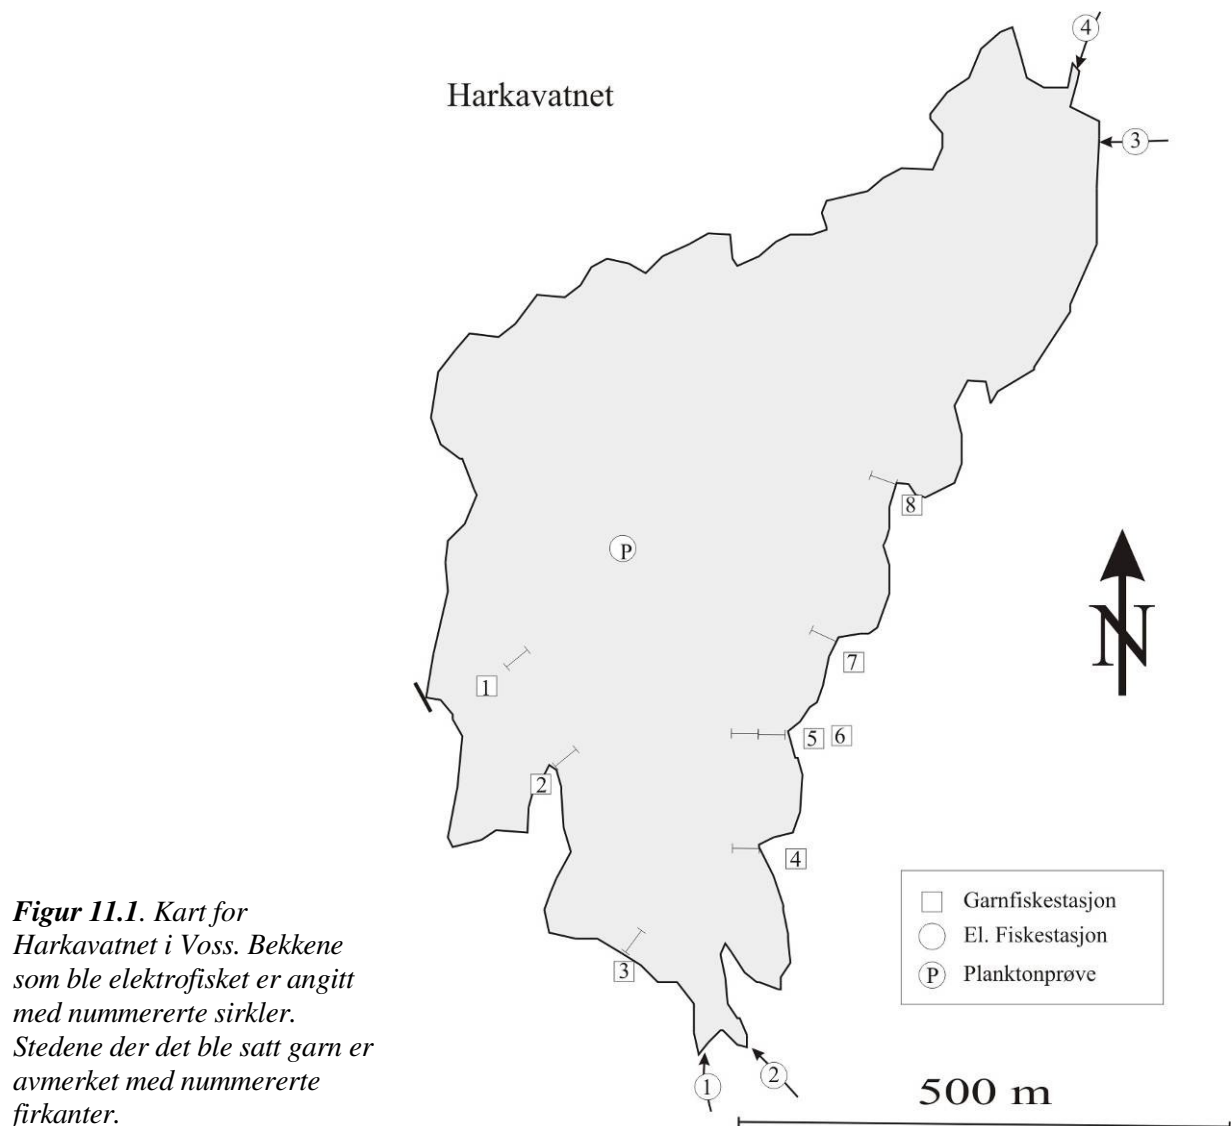 Harkavatnet
4
3
8
P
7
1
5 6
2
4
3
1
2
N
Garnfiskestasjon
El. Fiskestasjon
P Planktonprøve
500 m
Figur 11.1. Kart for
Harkavatnet i Voss. Bekkene
som ble elektrofisket er angitt
med nummererte sirkler.
Stedene der det ble satt garn er
avmerket med nummererte
firkanter.